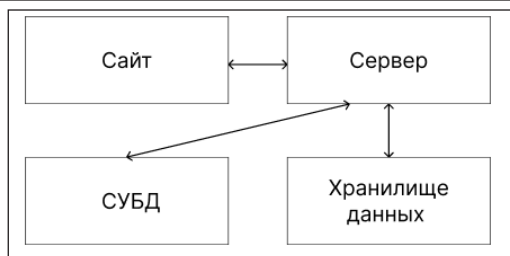 Сайт
Сервер
СУБД
Хранилище
данных